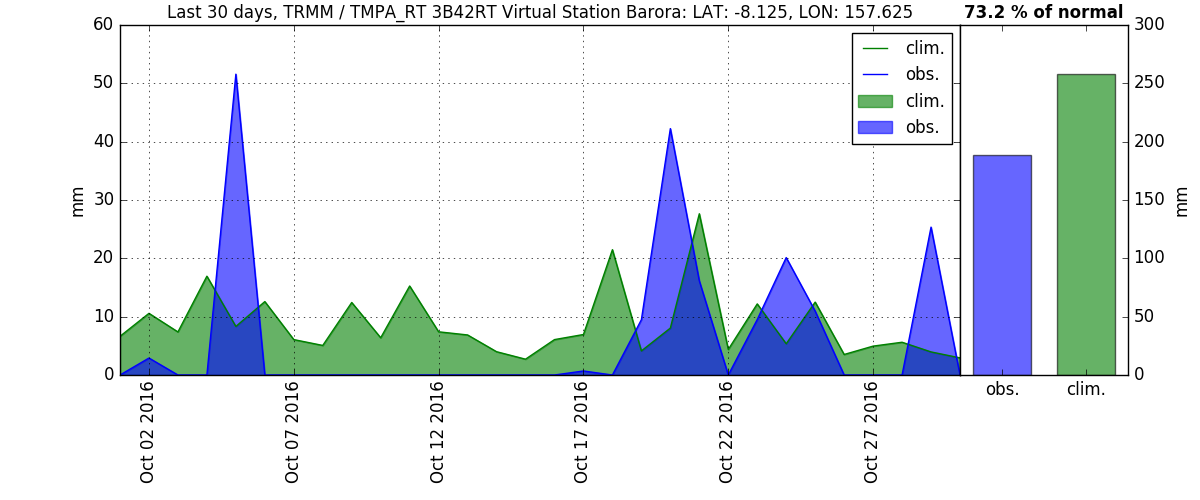 Last 30 days, TRMM / TMPA_RT 3B42RT Virtual Station Barora: LAT: -8.125, LON: 157.625
73.2 % of normal
60
50
40
30
20
10
0
mm
clim.
obs.
clim.
obs.
300
250
200
150
100
50
0
mm
Oct 02 2016
Oct 07 2016
Oct 12 2016
Oct 17 2016
Oct 22 2016
Oct 27 2016
obs.
clim.